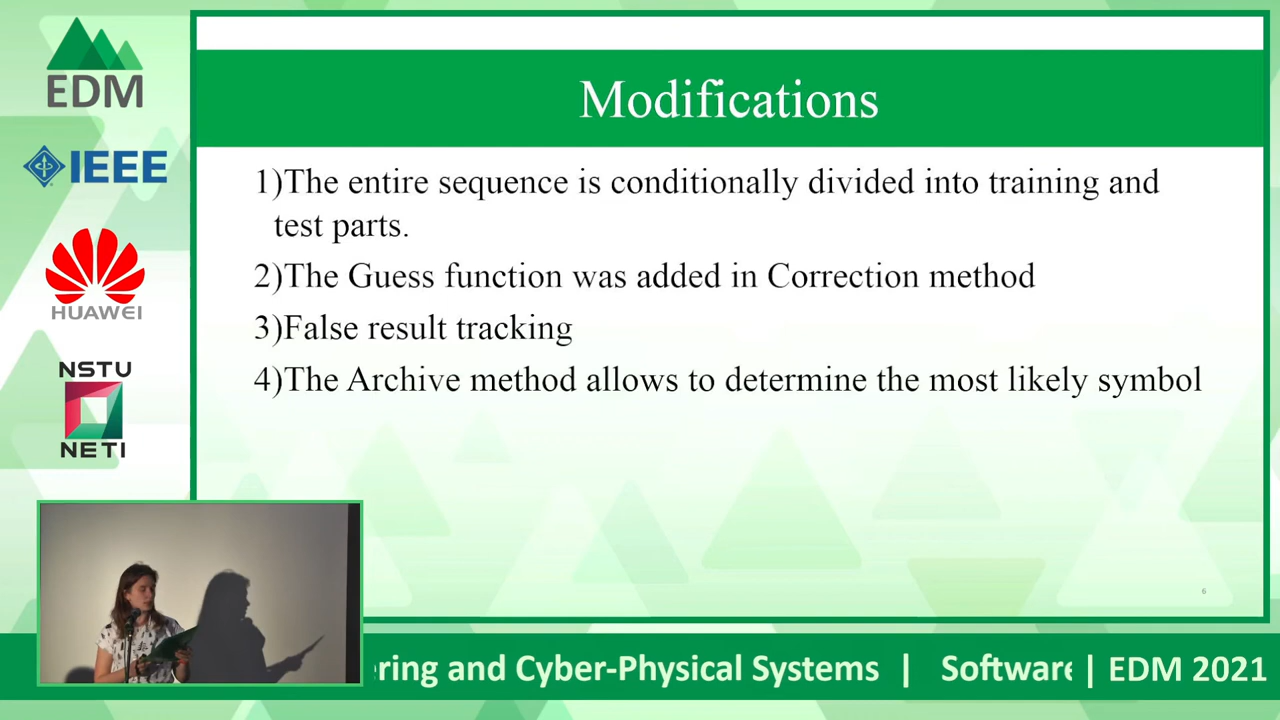 EDM
IEEE
HUAWEI
NSTU
NETI
Modifications
1)The entire sequence is conditionally divided into training and
test parts.
2)The Guess function was added in Correction method
3)False result tracking
4)The Archive method allows to determine the most likely symbol
6
ering and Cyber-Physical Systems | Software | EDM 2021